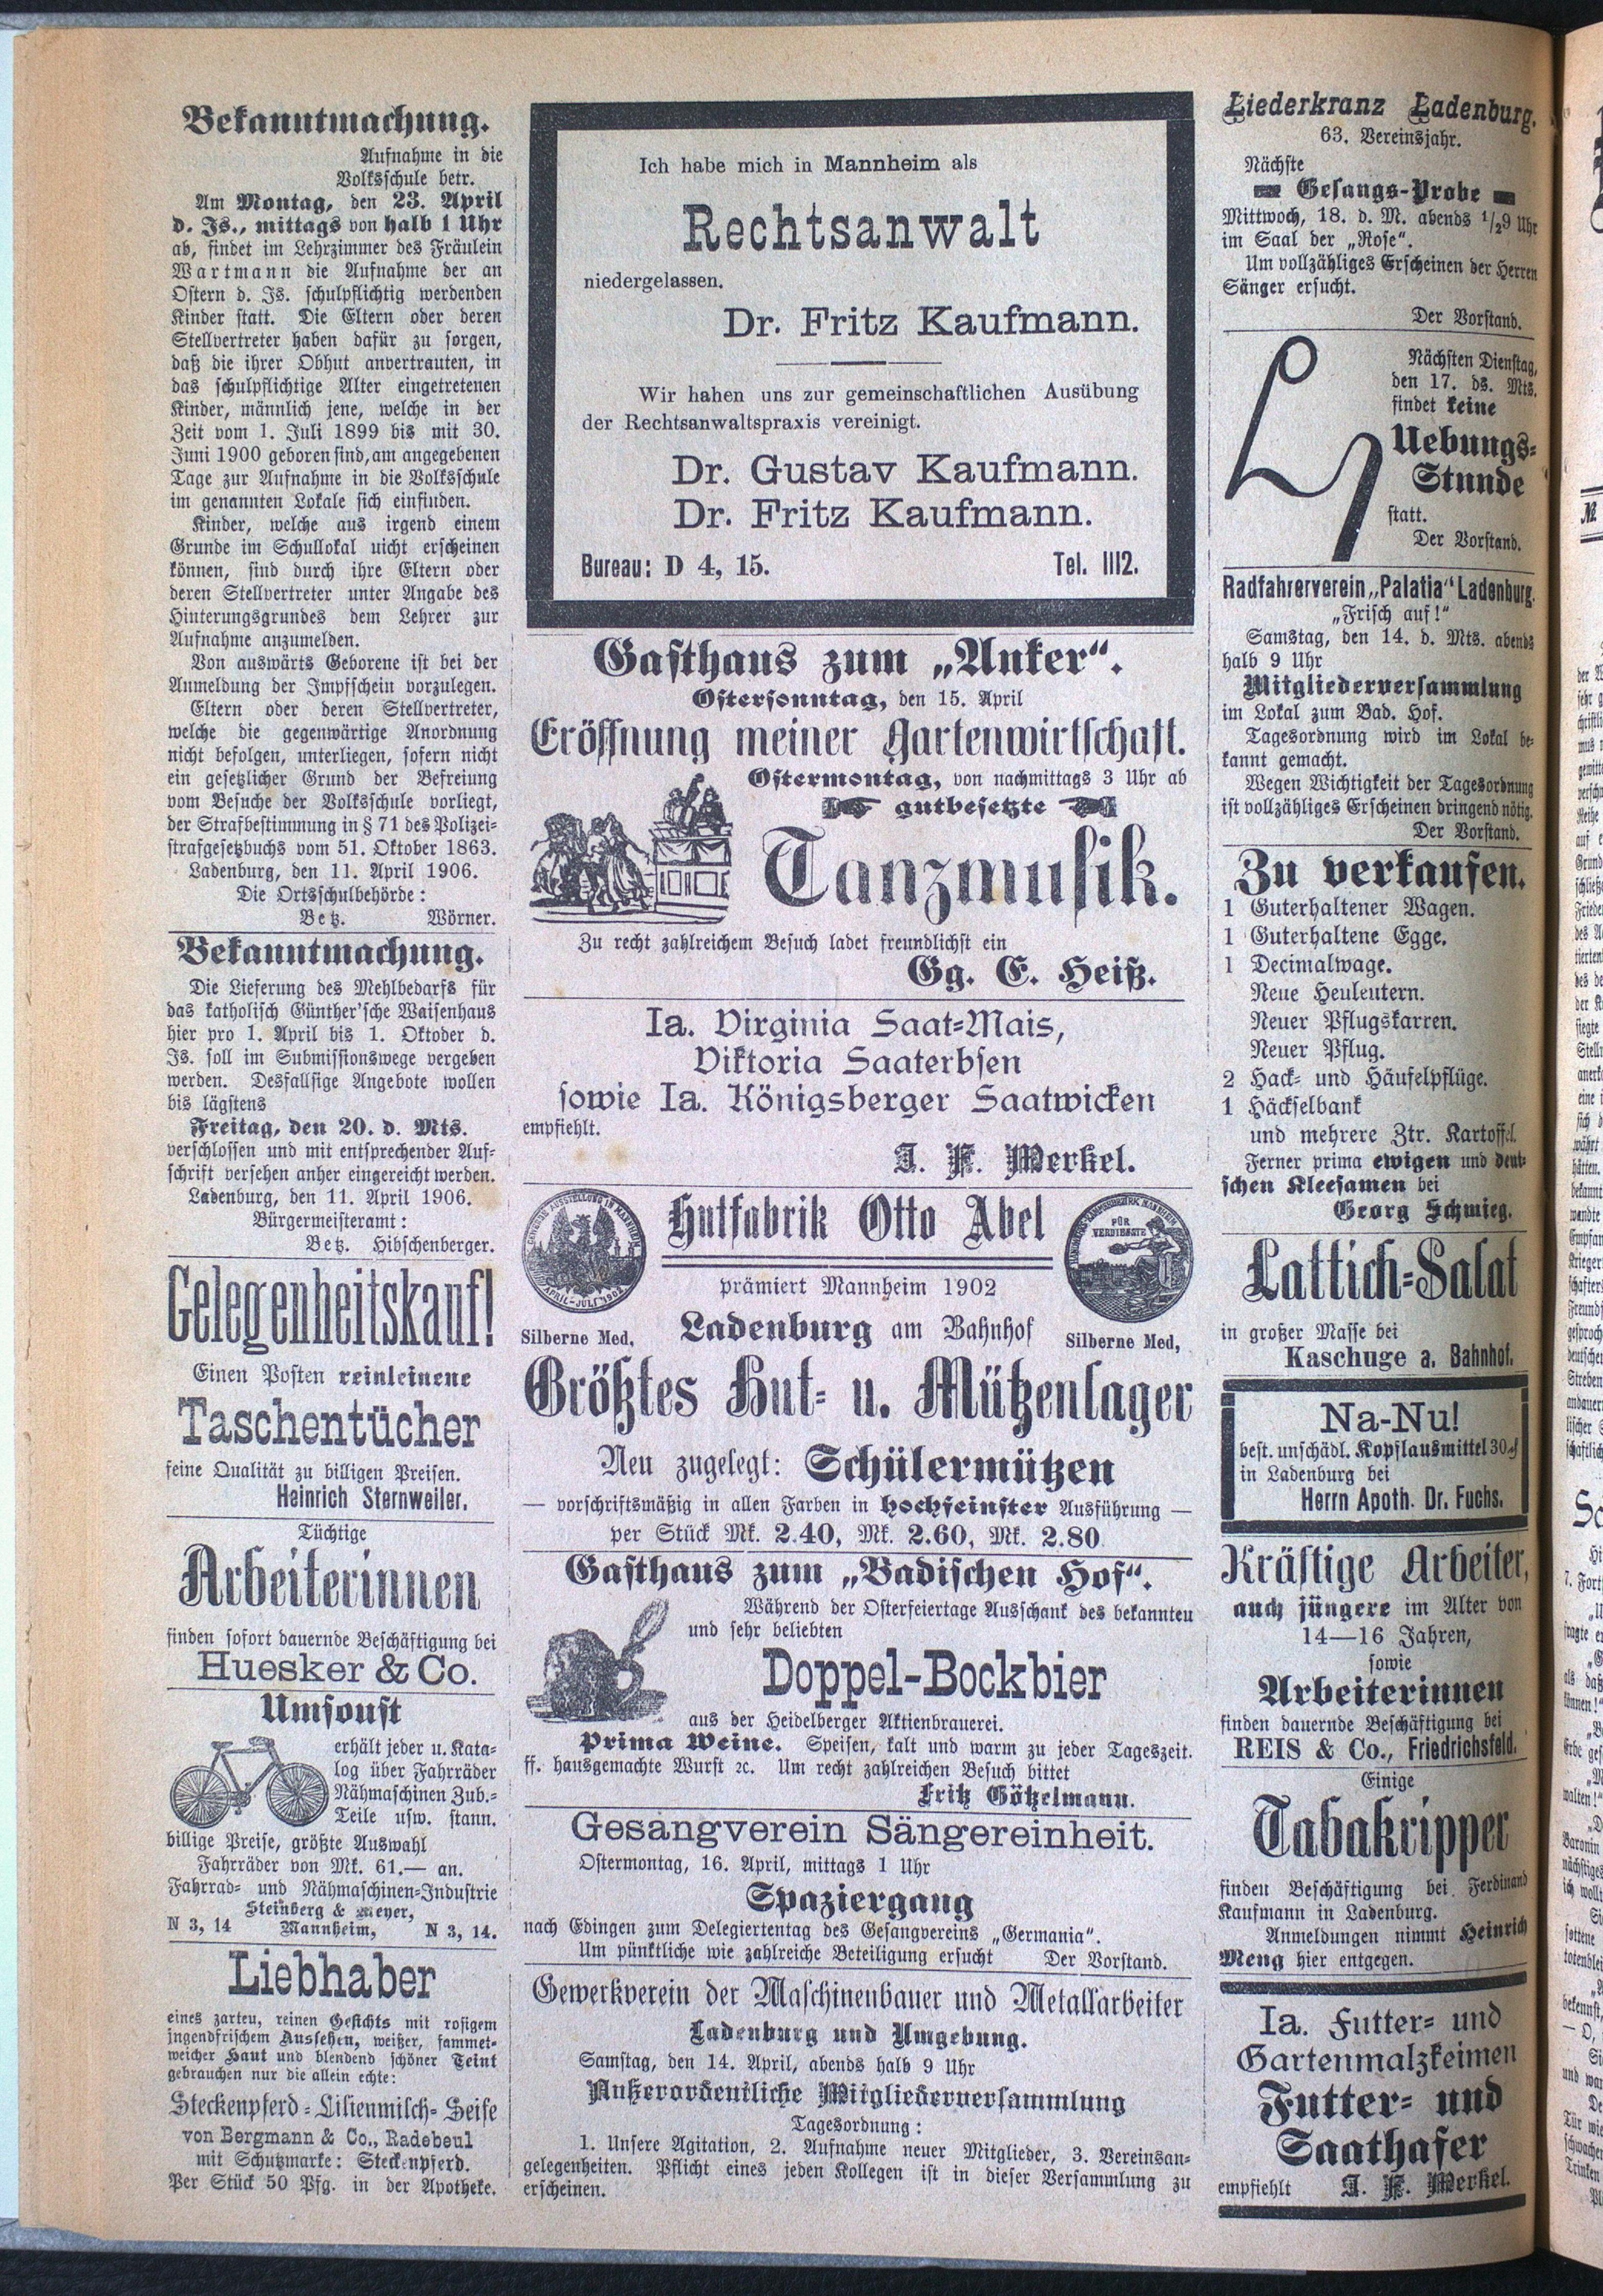 Bekanntmachung.
Aufnahme in die
Volksschule betr.
Am Montag, den 23. April
d. Js., mittags von halb 1 Uhr
ab, findet im Lehrzimmer des Fräulein
Wartmann die Aufnahme der an
Ostern d. Js. schulpflichtig werdenden
Kinder statt. Die Eltern oder deren
Stellvertreter haben dafür zu sorgen,
daß die ihrer Obhut anvertrauten, in
das schulpflichtige Alter eingetretenen
Kinder, männlich jene, welche in der
Zeit vom 1. Juli 1899 bis mit 30.
Juni 1900 geboren sind, am angegebenen
Tage zur Aufnahme in die Volksschule
im genannten Lokale sich einfinden.
Kinder, welche aus irgend einem
Grunde im Schullokal uicht erscheinen
können, sind durch ihre Eltern oder
deren Stellvertreter unter Angabe des
Hinterungsgrundes dem Lehrer zur
Aufnahme anzumelden.
Von auswärts Geborene ist bei der
Anmeldung der Impfschein vorzulegen.
Eltern oder deren Stellvertreter,
welche die gegenwärtige Anordnung
nicht befolgen, unterliegen, sofern nicht
ein gesetzlicher Grund der Befreiung
vom Besuche der Volksschule vorliegt,
der Strafbestimmung in § 71 des Polizei=
strafgesetzbuchs vom 51. Oktober 1863.
Ladenburg, den 11. April 1906.
Die Ortsschulbehörde:
Betz. Wörner.
Bekanntmachung.
Die Lieferung des Mehlbedarfs für
das katholisch Günther'sche Waisenhaus
hier pro 1. April bis 1. Oktoder d.
Js. soll im Submissionswege vergeben
werden. Desfallsige Angebote wollen
bis lägstens
Freitag, den 20. d. Mts.
verschlossen und mit entsprechender Auf=
schrift versehen anher eingereicht werden.
Ladenburg, den 11. April 1906.
Bürgermeisteramt:
Betz. Hibschenberger.
Gelegenheitskauf!
Einen Posten reinleinene
Taschentücher
feine Qualität zu billigen Preisen.
Heinrich Sternweiler.
Tüchtige
Arbeiterinnen
finden sofort dauernde Beschäftigung bei
Huesker & Co.
Umsonst
erhält jeder u. Kata=
log über Fahrräder
Nähmaschinen Zub.=
Teile usw. stann.
billige Preise, größte Auswahl
Fahrräder von Mk. 61.— an.
Fahrrad= und Nähmaschinen=Industrie
Steinberg & Meyer,
N 3, 14 Mannheim, N 3, 14.
Liebhaber
eines zarten, reinen Gesichts mit rosigem
jugendfrischem Aussehen, weißer, sammet=
weicher Haut und blendend schöner Teint
gebrauchen nur die allein echte:
Steckenpferd=Lilienmilch=Seife
von Bergmann & Co., Radebeul
mit Schutzmarke: Steckenpferd.
Per Stück 50 Pfg. in der Apotheke.
Ich habe mich in Mannheim als
Rechtsanwalt
niedergelassen.
Dr. Fritz Kaufmann.
Wir hahen uns zur gemeinschaftlichen Ausübung
der Rechtsanwaltspraxis vereinigt.
Dr. Gustav Kaufmann.
Dr. Fritz Kaufmann.
Bureau: D 4, 15. Tel. 1112.
Gasthaus zum „Anker“.
Ostersonntag, den 15. April
Eröffnung meiner Gartenwirtschaft.
Ostermontag, von nachmittags 3 Uhr ab
gutbesetzte
Tanzmusik.
Zu recht zahlreichem Besuch ladet freundlichst ein
Gg. E. Heiß.
Ia. Virginia Saat=Mais,
Viktoria Saaterbsen
sowie Ia. Königsberger Saatwicken
empfiehlt.
J. F. Merkel.
Hutfabrik Otto Abel
FÜR
VERDIENSTE
APRIL-JULI 1902
prämiert Mannheim 1902
Ladenburg am Bahnhof
Silberne Med, Silberne Med,
Größtes Hut= u. Mützenlager
Neu zugelegt: Schülermützen
— vorschriftsmäßig in allen Farben in hochfeinster Ausführung —
per Stück Mk. 2.40, Mk. 2.60, Mk. 2.80
Gasthaus zum „Badischen Hof“.
Während der Osterfeiertage Ausschank des bekannten
und sehr beliebten
Doppel-Bockbier
aus der Heidelberger Aktienbrauerei.
Prima Weine. Speisen, kalt und warm zu jeder Tageszeit.
ff. hausgemachte Wurst ꝛc. Um recht zahlreichen Besuch bittet
Fritz Götzelmann.
Gesangverein Sängereinheit.
Ostermontag, 16. April, mittags 1 Uhr
Spaziergang
nach Edingen zum Delegiertentag des Gesangvereins „Germania“.
Um pünktliche wie zahlreiche Beteiligung ersucht Der Vorstand.
Gewerkverein der Maschinenbauer und Metallarbeiter
Ladenburg und Umgebung.
Samstag, den 14. April, abends halb 9 Uhr
Außerordentliche Mitgliederversammlung
Tagesordnung:
1. Unsere Agitation, 2. Aufnahme neuer Mitglieder, 3. Vereinsan=
gelegenheiten. Pflicht eines jeden Kollegen ist in dieser Versammlung zu
erscheinen.
Liederkranz Ladenburg.
63. Vereinsjahr.
Nächste
Gesangs-Probe
Mittwoch, 18. d. M. abends 1/29 Uhr
im Saal der „Rose“.
Um vollzähliges Erscheinen der Herren
Sänger ersucht.
Der Vorstand.
Nächsten Dienstag,
den 17. ds. Mts.
findet keine
Uebungs=
Stunde
statt.
Der Vorstand.
Radfahrerverein „Palatia“ Ladenburg.
„Frisch auf!“
Samstag, den 14. d. Mts. abends
halb 9 Uhr
Mitgliederversammlung
im Lokal zum Bad. Hof.
Tagesordnung wird im Lokal be=
kannt gemacht.
Wegen Wichtigkeit der Tagesordnung
ist vollzähliges Erscheinen dringend nötig.
Der Vorstand.
Zu verkaufen.
1 Guterhaltener Wagen.
1 Guterhaltene Egge.
1 Decimalwage.
Neue Heuleutern.
Neuer Pflugskarren.
Neuer Pflug.
2 Hack= und Häufelpflüge.
1 Häckselbank
und mehrere Ztr. Kartoffel.
Ferner prima ewigen und deut=
schen Kleesamen bei
Georg Schmieg.
Lattich=Salat
in großer Masse bei
Kaschuge a. Bahnhof.
Na-Nu!
best. unschädl. Kopflausmittel 30 ₰
in Ladenburg bei
Herrn Apoth. Dr. Fuchs.
Kräftige Arbeiter,
auch jüngere im Alter von
14—16 Jahren,
sowie
Arbeiterinnen
finden dauernde Beschäftigung bei
REIS & Co., Friedrichsfeld.
Einige
Tabakripper
finden Beschäftigung bei Ferdinand
Kaufmann in Ladenburg.
Anmeldungen nimmt Heinrich
Meng hier entgegen.
Ia. Futter= und
Gartenmalzkeimen
Futter= und
Saathafer
empfiehlt J. F. Merkel.